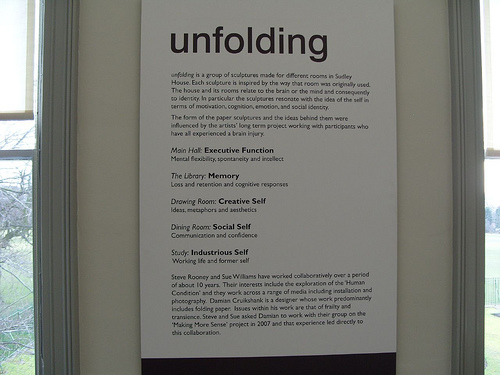 unfolding
unfolding is a group of sculptures made for different rooms in Sudley
House. Each sculpture is inspired by the way that room was originally used.
The house and its rooms relate to the brain or the mind and consequently
to identity. In particular the sculptures resonate with the idea of the self in
terms of motivation, cognition, emotion, and social identity.
The form of the paper sculptures and the ideas behind them were
influenced by the artists' long term project working with participants who
have all experienced a brain injury.
Main Hall: Executive Function
Mental flexibility, spontaneity and intellect
The Library: Memory
Loss and retention and cognitive responses
Drawing Room: Creative Self
Ideas, metaphors and aesthetics
Dining Room: Social Self
Communication and confidence
Study: Industrious Self
Working life and former self
Steve Rooney and Sue Williams have worked collaboratively over a period
of about 10 years. Their interests include the exploration of the 'Human
Condition' and they work across a range of media including installation and
photography. Damian Cruikshank is a designer whose work predominantly
includes folding paper. Issues within his work are that of frailty and
transience. Steve and Sue asked Damian to work with their group on the
'Making More Sense' project in 2007 and that experience led directly to
this collaboration.